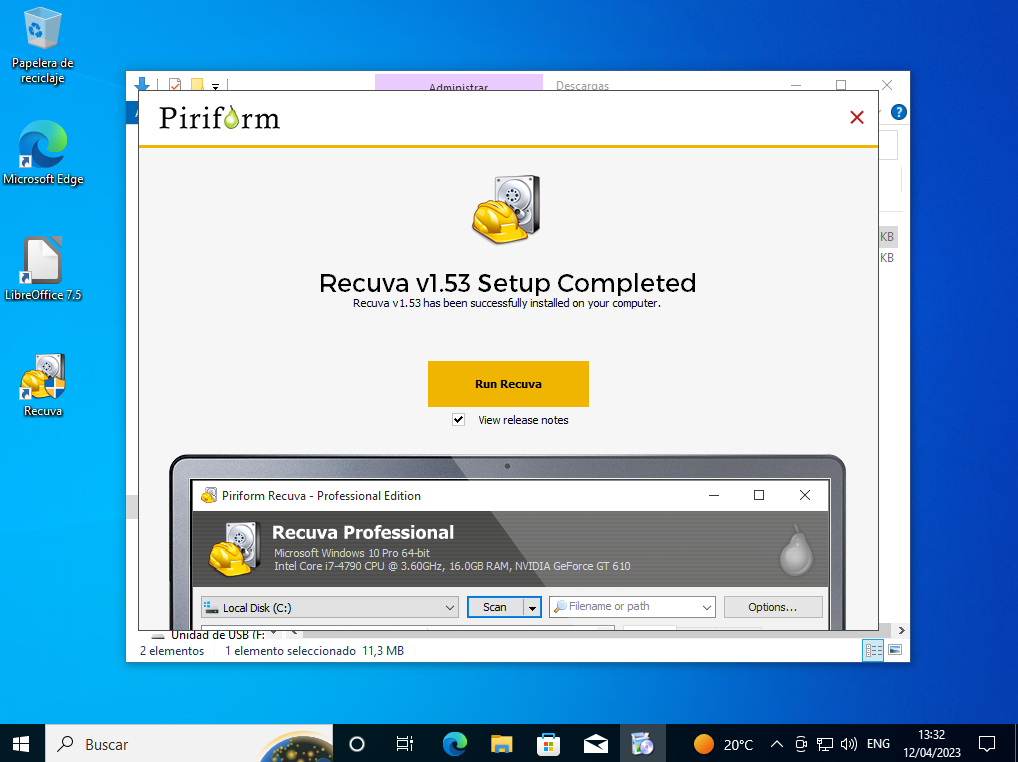 Papelera de
reciclaje
Microsoft Edge
LibreOffice 7.5
Recuva
Administrar
Descargas
Piriform
KB
KB
Recuva v1.53 Setup Completed
Recuva v1.53 has been successfully installed on your computer.
Run Recuva
View release notes
Piriform Recuva - Professional Edition
Recuva Professional
Microsoft Windows 10 Pro 64-bit
Intel Core i7-4790 CPU @ 3.60GHz, 16.0GB RAM, NVIDIA GeForce GT 610
Local Disk (C:)
Scan
Filename or path
Options...
Unidad de USB (F:
2 elementos
1 elemento seleccionado 11,3 MB
Buscar
20°C
ENG
13:32
12/04/2023